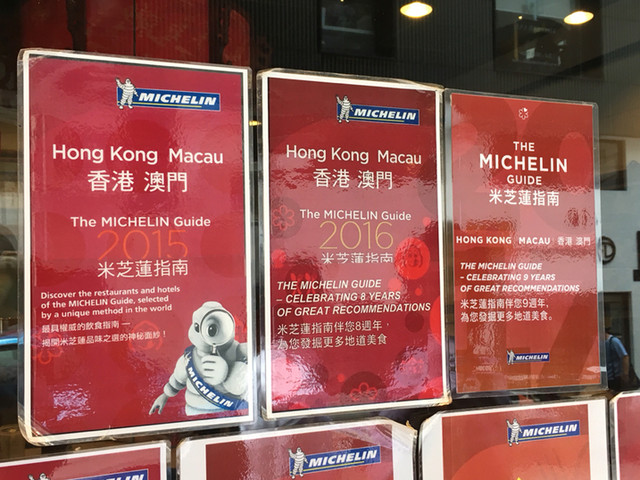 MICHELIN
Hong Kong Macau
香港 澳門
The MICHELIN Guide
2015
米芝蓮指南
Discover the restaurants and hotels
of the MICHELIN Guide, selected
by a unique method in the world
最具權威的飲食指南 —
揭開米芝蓮品味之選的神秘面紗！
MICHELIN
MICHELIN
Hong Kong Macau
香港 澳門
The MICHELIN Guide
2016
米芝蓮指南
THE MICHELIN GUIDE
– CELEBRATING 8 YEARS
OF GREAT RECOMMENDATIONS
米芝蓮指南伴您8週年，
為您發掘更多地道美食
THE
MICHELIN
GUIDE
米芝蓮指南
HONG KONG MACAU 香港 澳門
THE MICHELIN GUIDE
– CELEBRATING 9 YEARS
OF GREAT RECOMMENDATIONS
米芝蓮指南伴您9週年，
為您發掘更多地道美食。
MICHELIN
MICHELIN
MICHELIN
MICHELIN